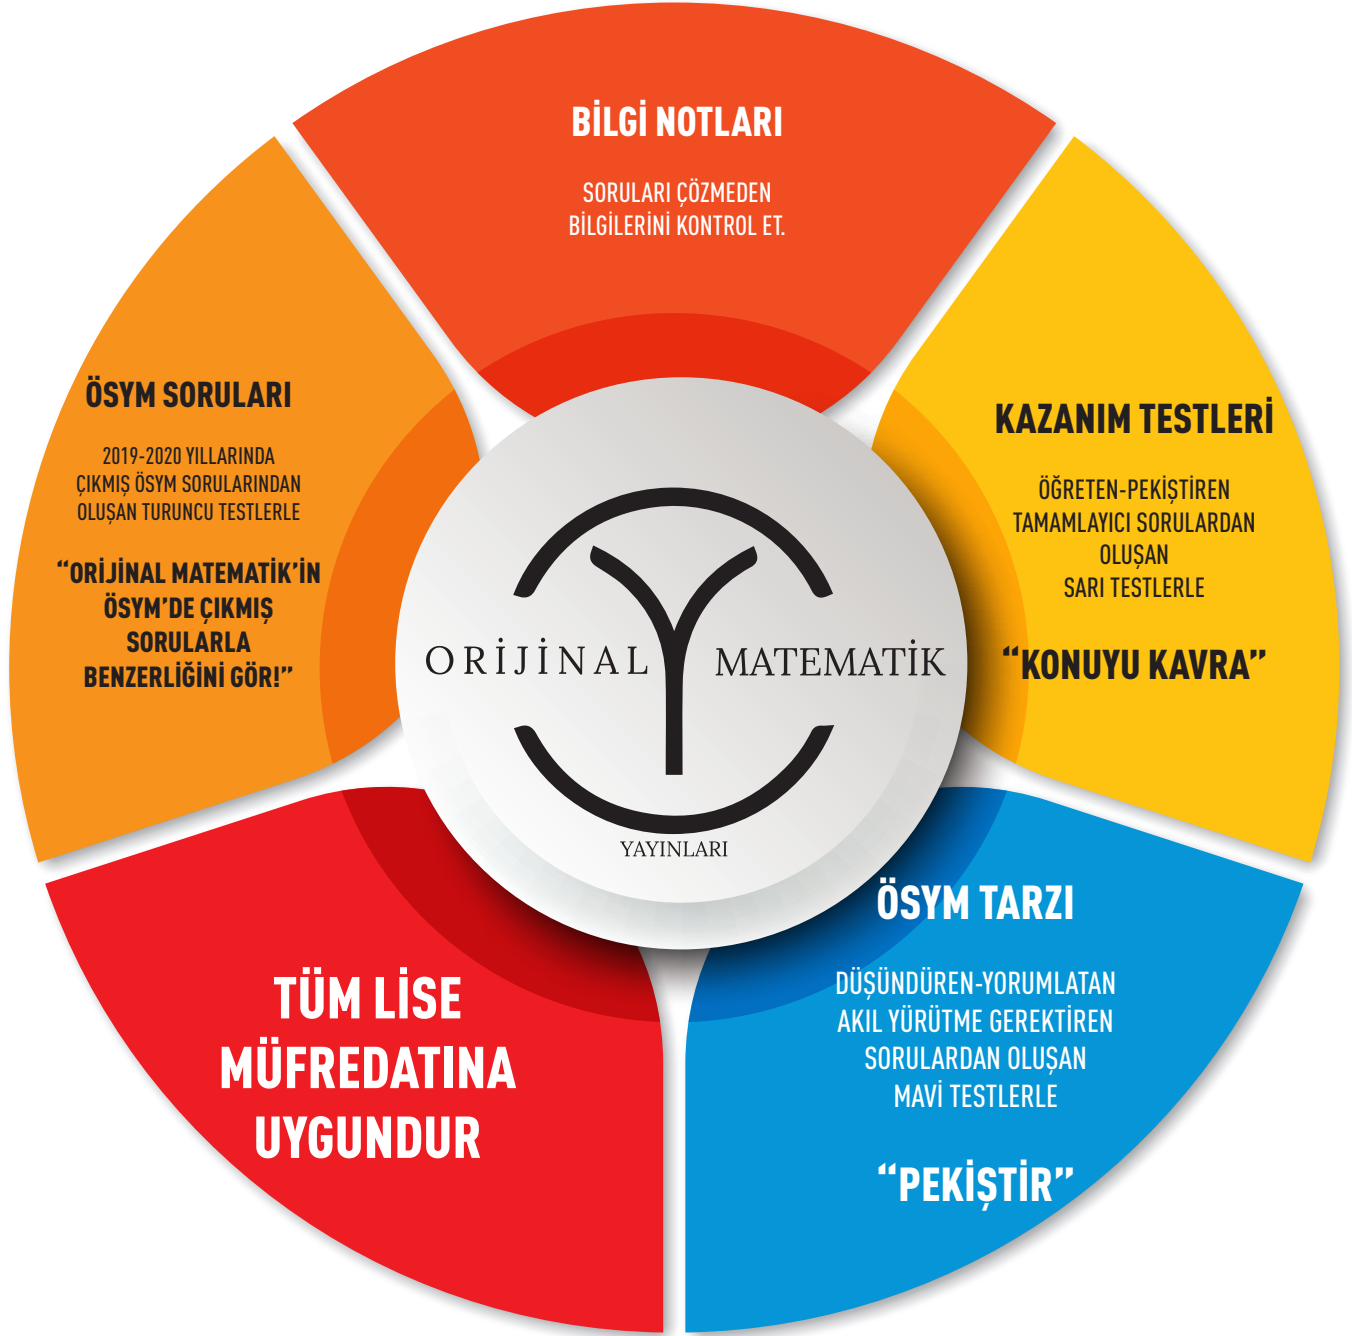 BİLGİ NOTLARI
SORULARI ÇÖZMEDEN
BİLGİLERİNİ KONTROL ET.
KAZANIM TESTLERİ
ÖĞRETEN-PEKİŞTİREN
TAMAMLAYICI SORULARDAN
OLUŞAN
SARI TESTLERLE
“KONUYU KAVRA”
ÖSYM TARZI
DÜŞÜNDÜREN-YORUMLATAN
AKIL YÜRÜTME GEREKTİREN
SORULARDAN OLUŞAN
MAVİ TESTLERLE
“PEKİŞTİR”
TÜM LİSE
MÜFREDATINA
UYGUNDUR
ÖSYM SORULARI
2019-2020 YILLARINDA
ÇIKMIŞ ÖSYM SORULARINDAN
OLUŞAN TURUNCU TESTLERLE
“ORİJİNAL MATEMATİK’İN
ÖSYM’DE ÇIKMIŞ
SORULARLA
BENZERLİĞİNİ GÖR!”
ORİJİNAL MATEMATİK
YAYINLARI